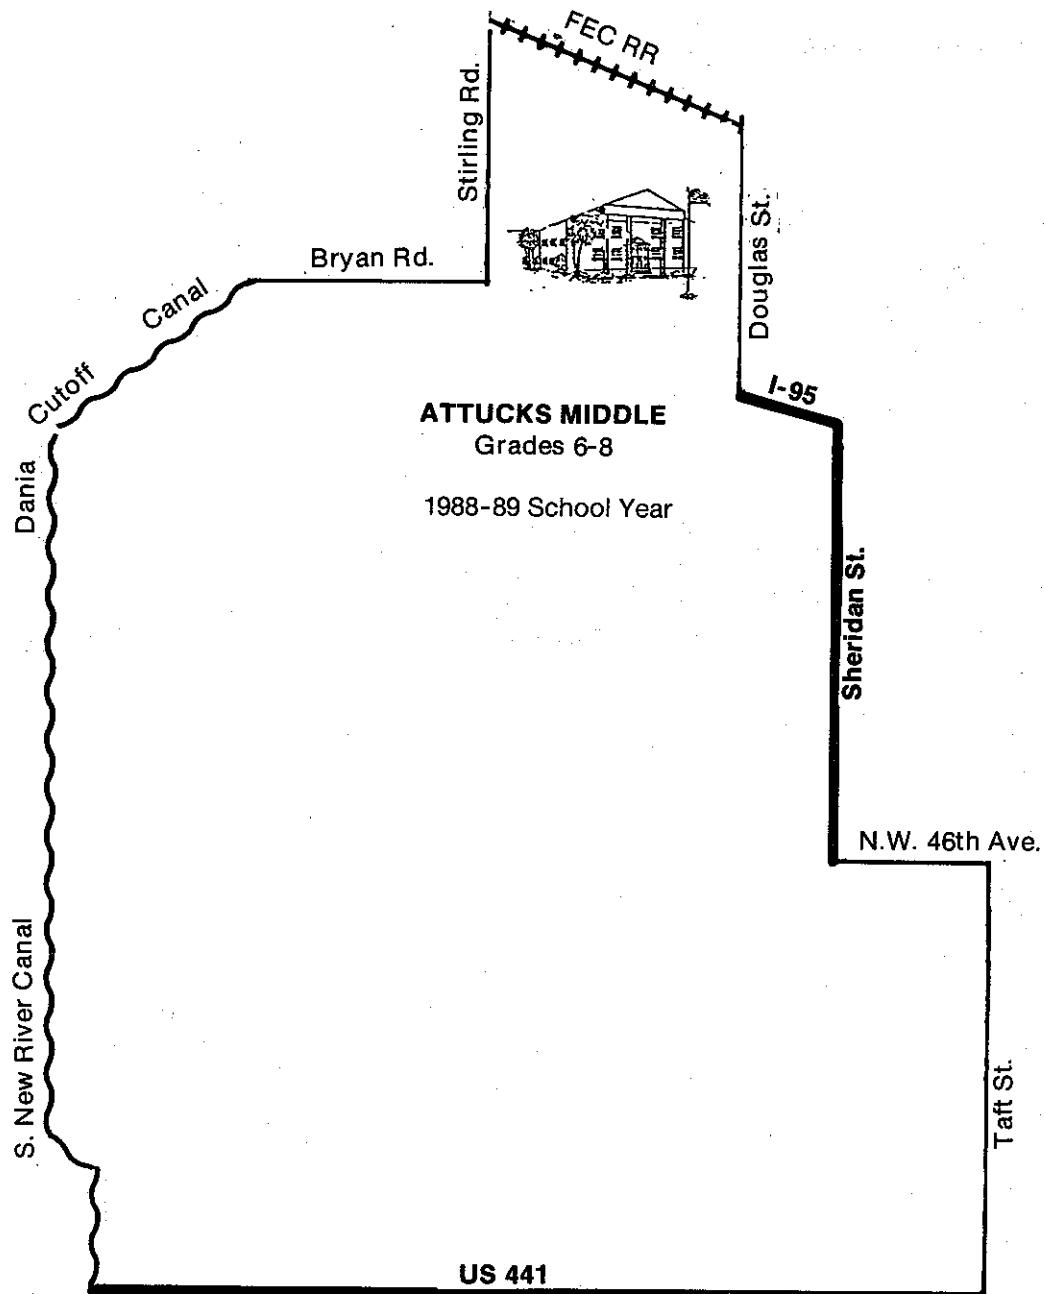 FEC RR
Stirling Rd.
Douglas St.
Bryan Rd.
Canal
Cutoff
Dania
I-95
ATTUCKS MIDDLE
Grades 6-8
1988-89 School Year
Sheridan St.
N.W. 46th Ave.
S. New River Canal
Taft St.
US 441